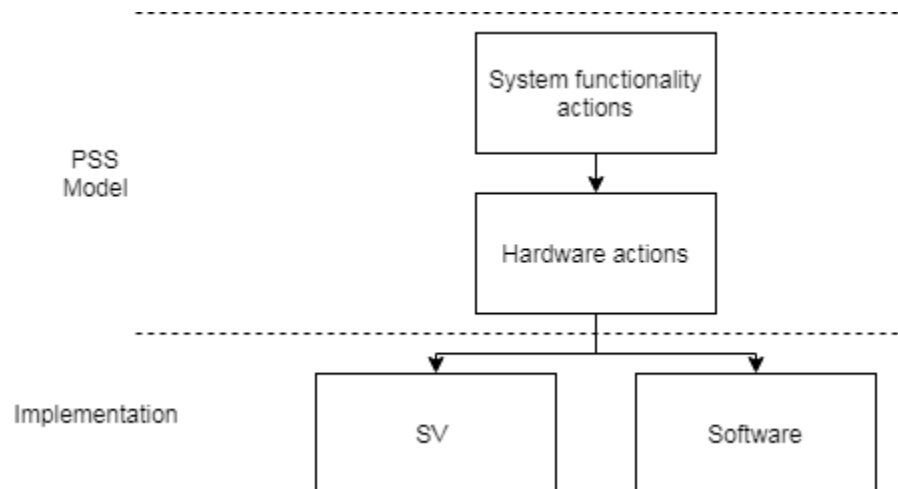 System functionality
actions
PSS
Model
Hardware actions
Implementation
SV
Software